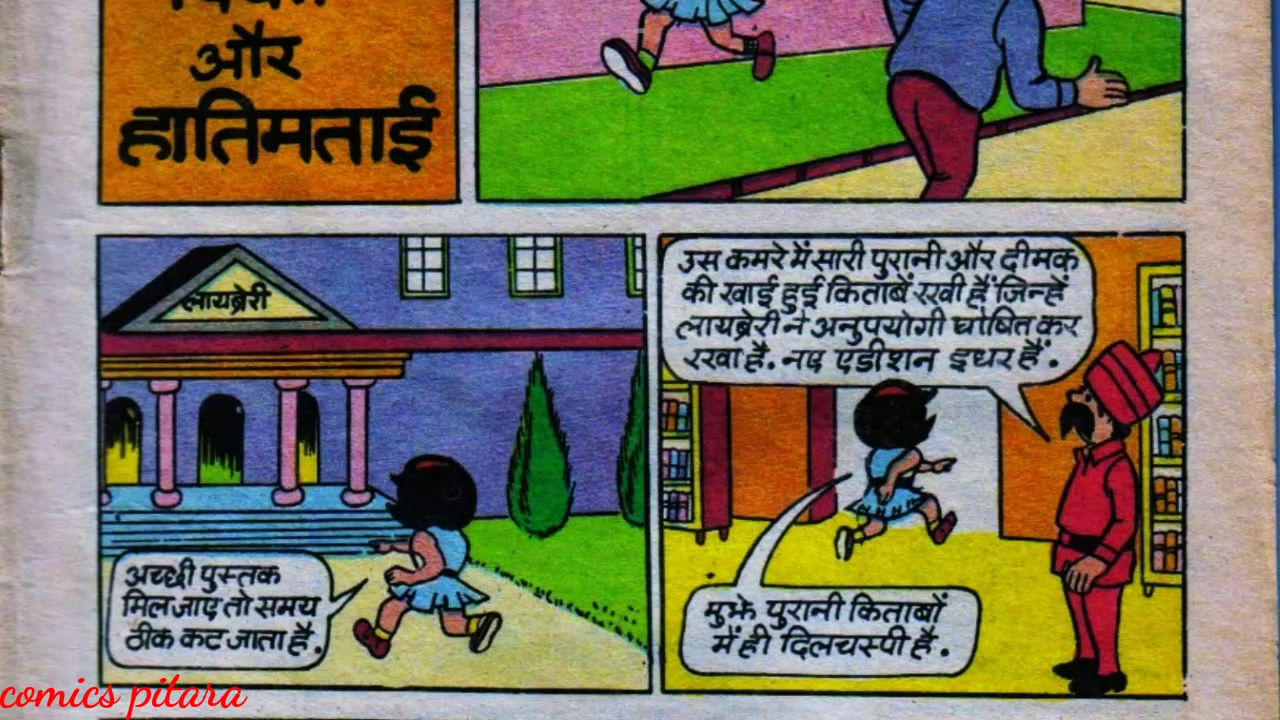 और
हातिमताई
लायब्रेरी
अच्छी पुस्तक
मिल जाए तो समय
ठीक कट जाता है.
उस कमरे में सारी पुरानी और दीमक
की खाई हुई किताबें रखी हैं जिन्हें
लायब्रेरी ने अनुपयोगी घोषित कर
रखा है. नए एडीशन इधर हैं.
मुझे पुरानी किताबों
में ही दिलचस्पी है.
comics pitara